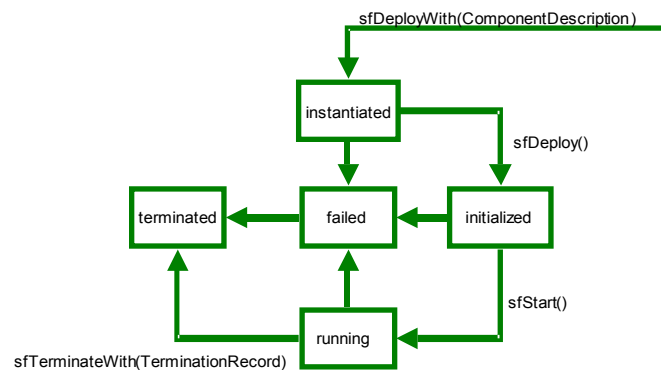 sfDeployWith(ComponentDescription)
instantiated
sfDeploy()
terminated
failed
initialized
sfStart()
running
sfTerminateWith(TerminationRecord)